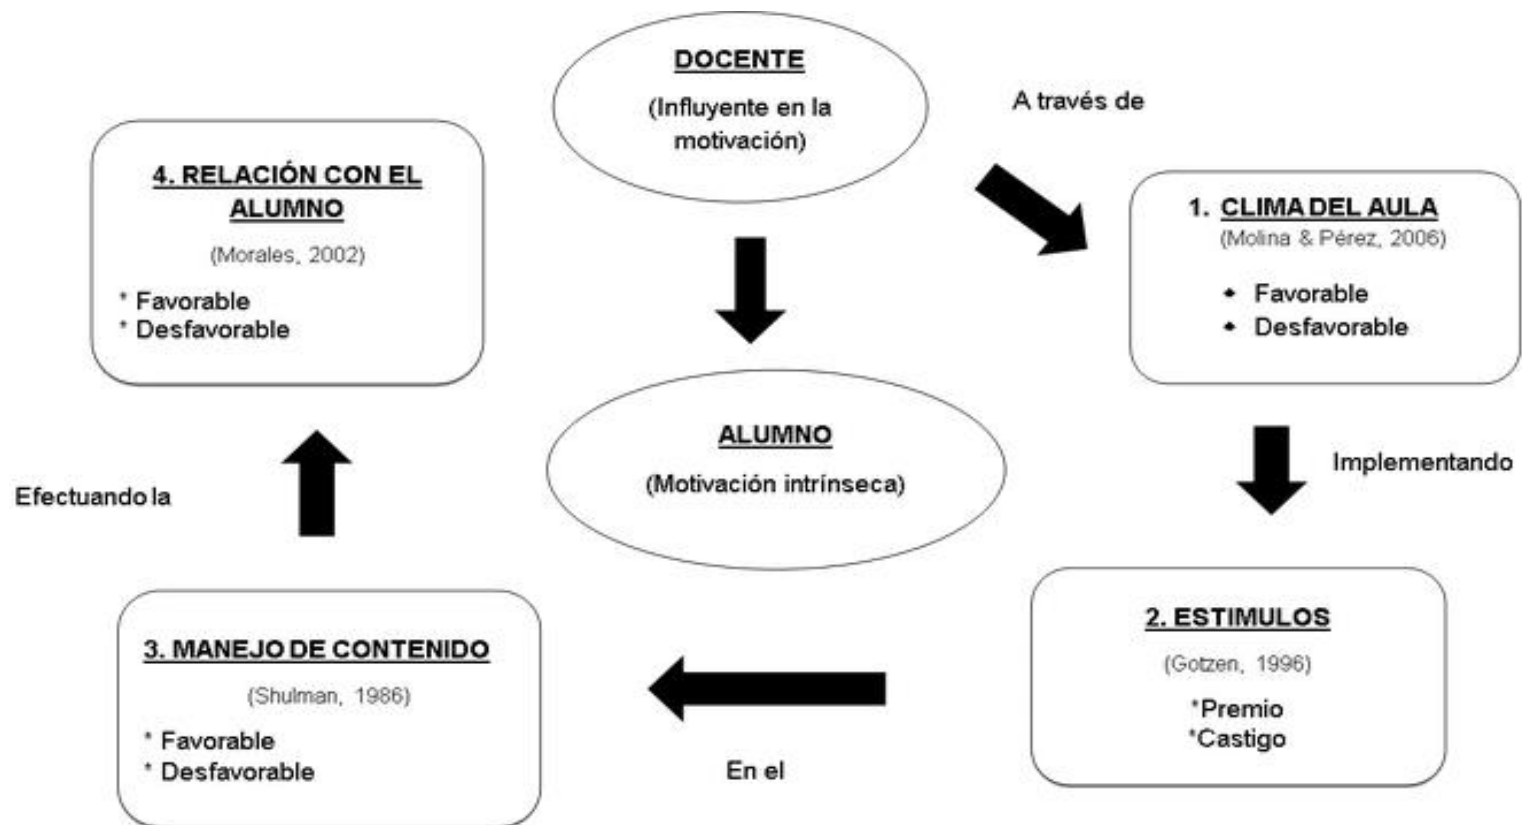 DOCENTE
(Influyente en la
motivación)
A través de
1. CLIMA DEL AULA
(Molina & Pérez, 2006)
Favorable
Desfavorable
Implementando
2. ESTIMULOS
(Gotzen, 1996)
*Premio
*Castigo
En el
3. MANEJO DE CONTENIDO
(Shulman, 1986)
* Favorable
* Desfavorable
Efectuando la
4. RELACIÓN CON EL
ALUMNO
(Morales, 2002)
* Favorable
* Desfavorable
ALUMNO
(Motivación intrínseca)